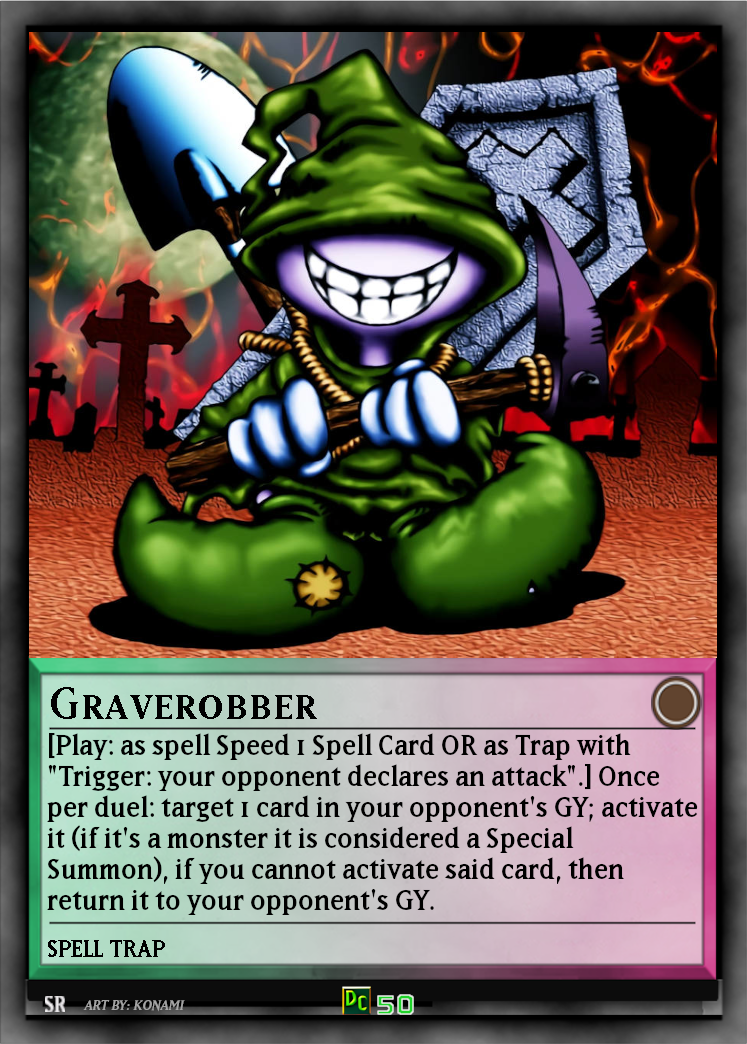 GRAVEROBBER
[Play: as spell Speed 1 Spell Card OR as Trap with
"Trigger: your opponent declares an attack".] Once
per duel: target 1 card in your opponent's GY; activate
it (if it's a monster it is considered a Special
Summon), if you cannot activate said card, then
return it to your opponent's GY.
SPELL TRAP
SR ART BY: KONAMI DC 50